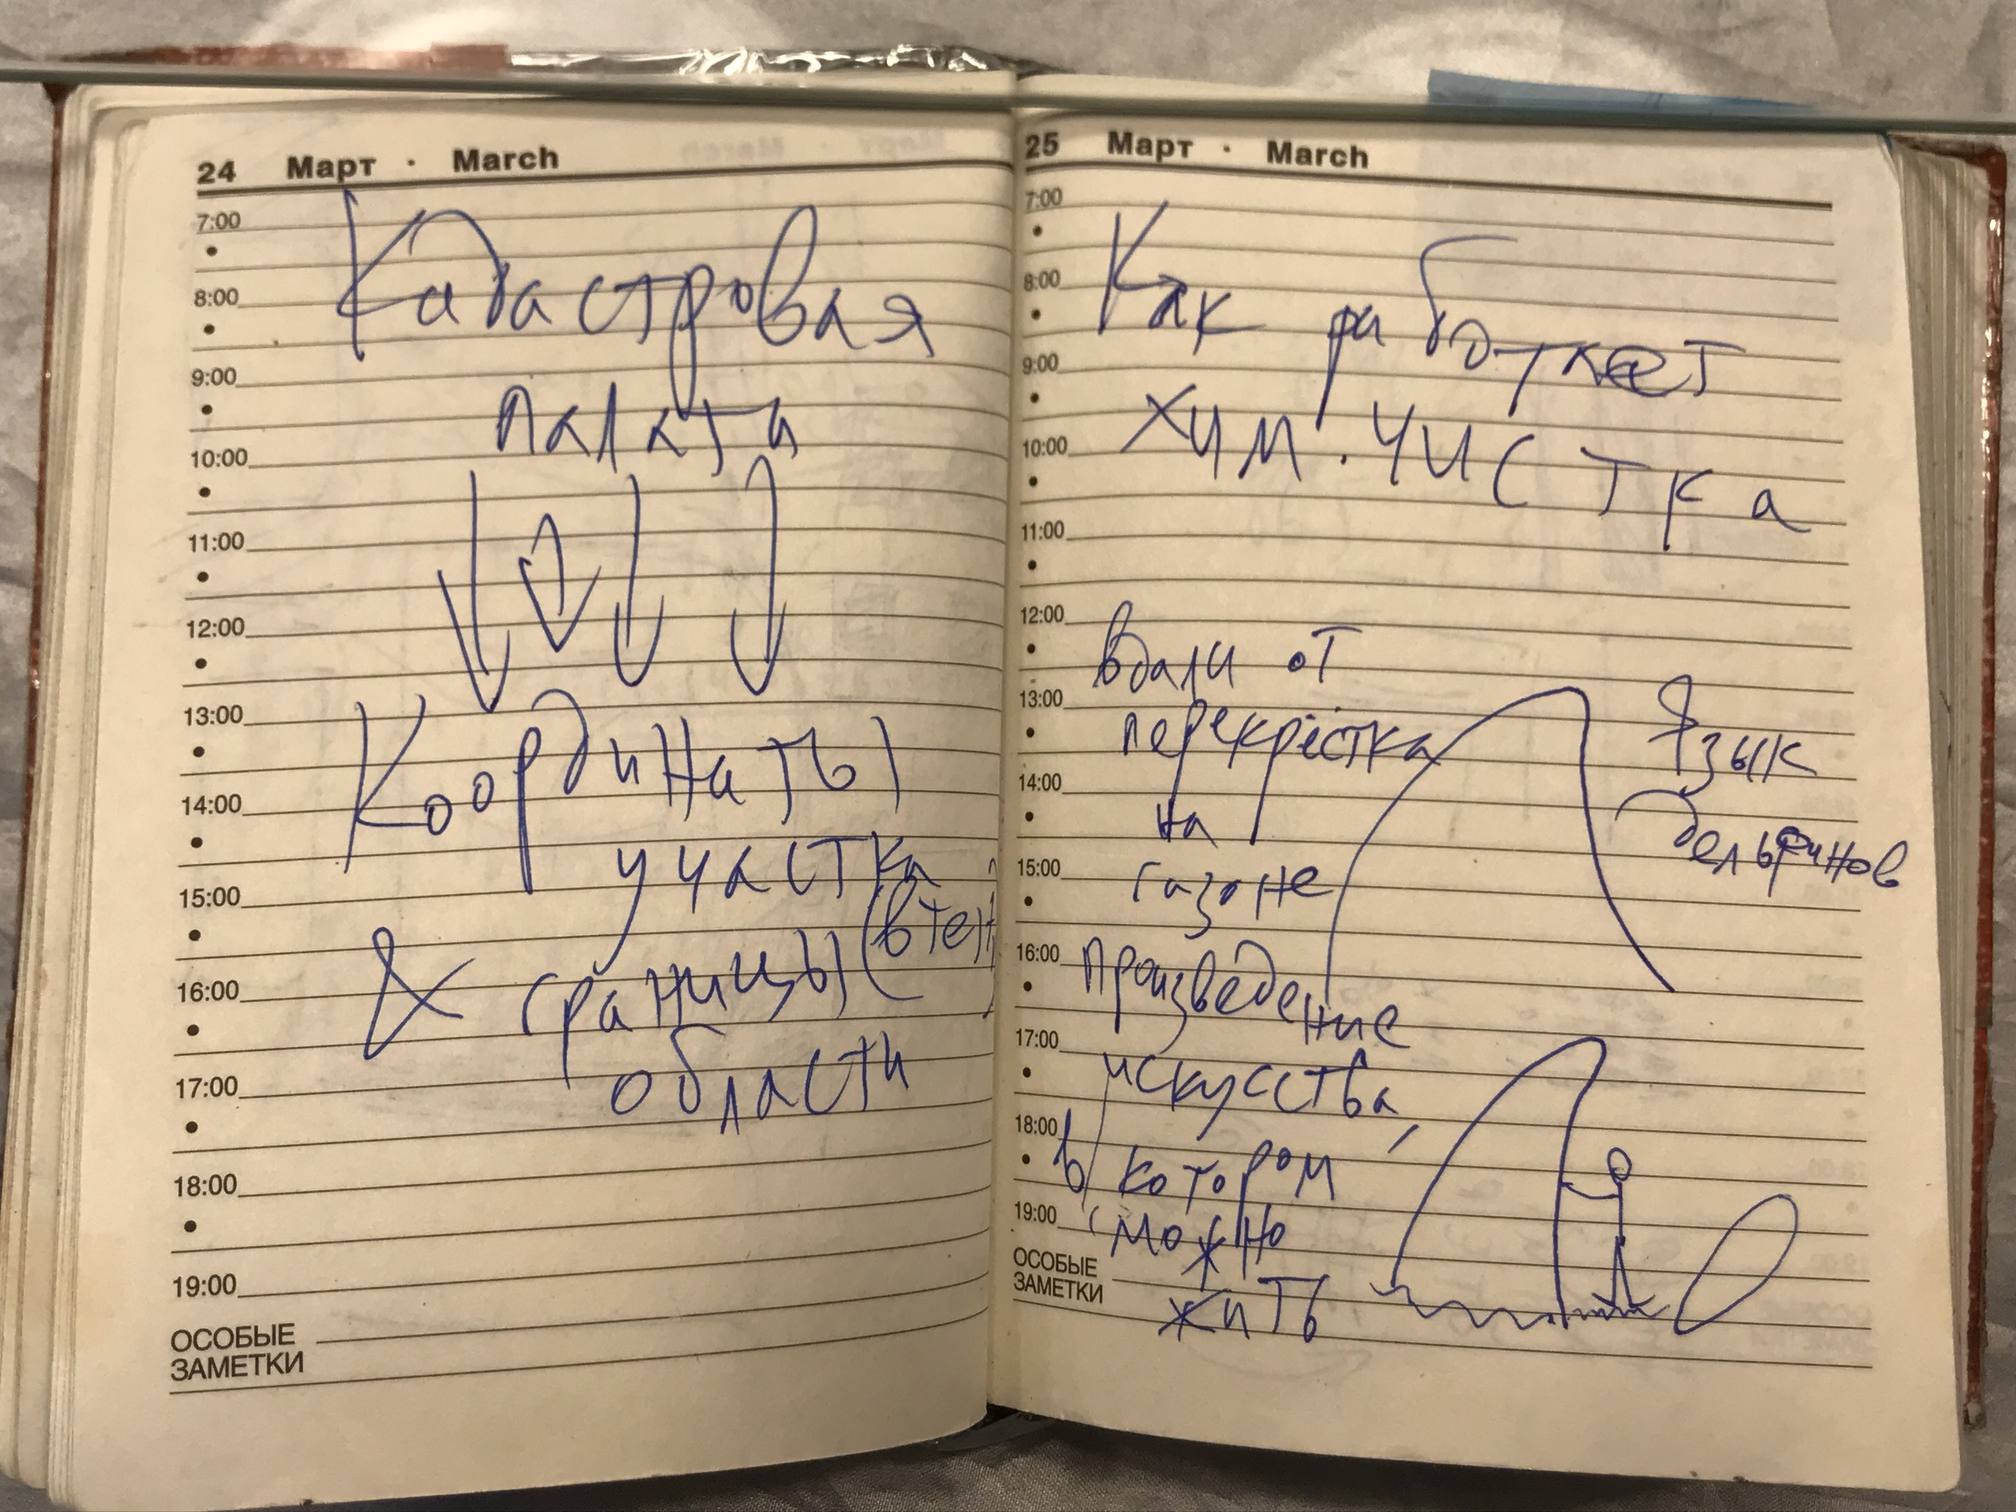 24 Март · March
7:00
8:00
9:00
10:00
11:00
12:00
13:00
14:00
15:00
16:00
17:00
18:00
19:00
ОСОБЫЕ
ЗАМЕТКИ
Кадастровая
палата
Координаты
участка
& границы (в тч)
области
25 Март · March
7:00
8:00
9:00
10:00
11:00
12:00
13:00
14:00
15:00
16:00
17:00
18:00
19:00
ОСОБЫЕ
ЗАМЕТКИ
Как работает
хим. чистка
вдали от
перекрёстка
на
газоне
Язык
дельфинов
произведение
искусства,
в котором
можно
жить